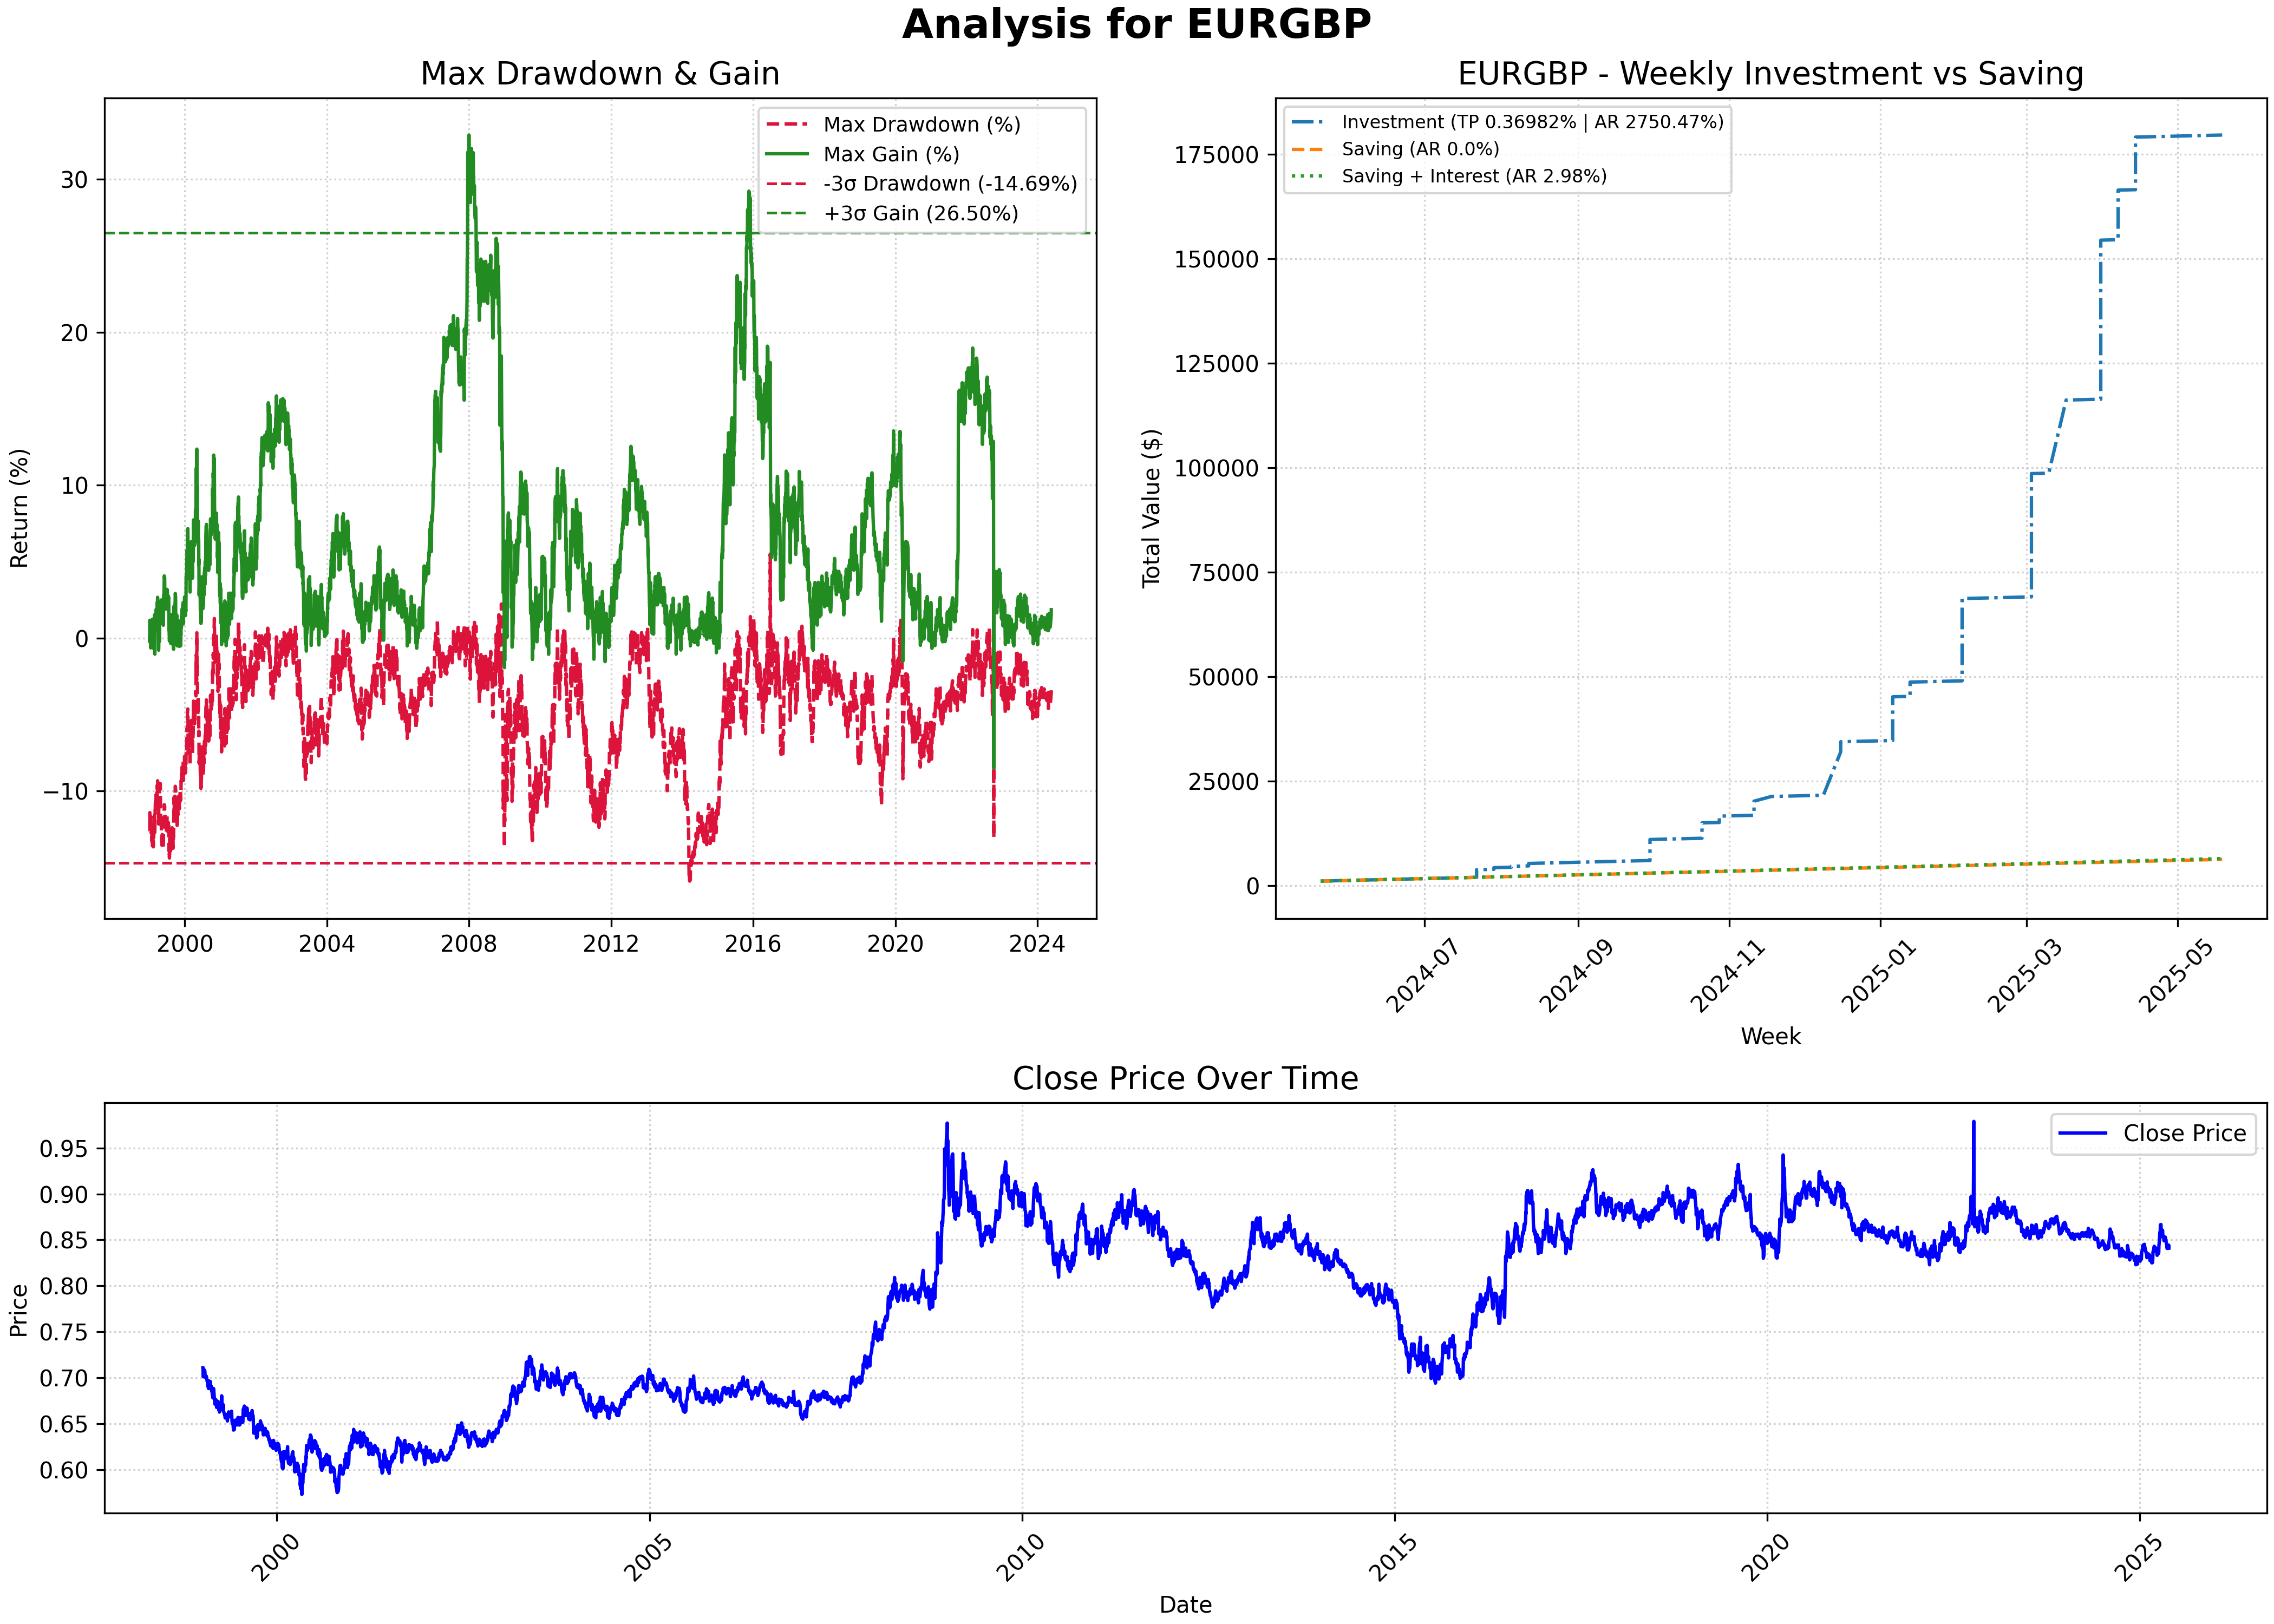 Analysis for EURGBP
Max Drawdown & Gain
Max Drawdown (%)
Max Gain (%)
-3σ Drawdown (-14.69%)
+3σ Gain (26.50%)
Return (%)
30
20
10
0
−10
2000
2004
2008
2012
2016
2020
2024
EURGBP - Weekly Investment vs Saving
Investment (TP 0.36982% | AR 2750.47%)
Saving (AR 0.0%)
Saving + Interest (AR 2.98%)
Total Value ($)
175000
150000
125000
100000
75000
50000
25000
0
2024-07
2024-09
2024-11
2025-01
2025-03
2025-05
Week
Close Price Over Time
Close Price
Price
0.95
0.90
0.85
0.80
0.75
0.70
0.65
0.60
2000
2005
2010
2015
2020
2025
Date